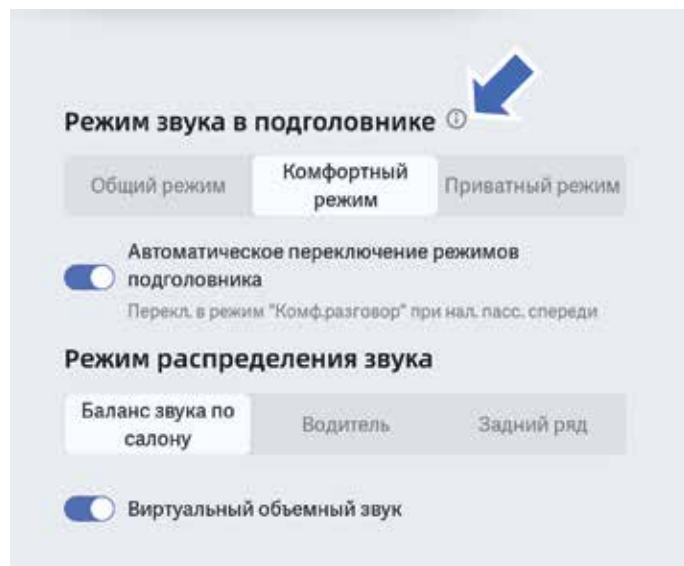 Режим звука в подголовнике
Общий режим
Комфортный
режим
Приватный режим
Автоматическое переключение режимов
подголовника
Перекл. в режим "Комф.разговор" при нал. пасс. спереди
Режим распределения звука
Баланс звука по
салону
Водитель
Задний ряд
Виртуальный объемный звук